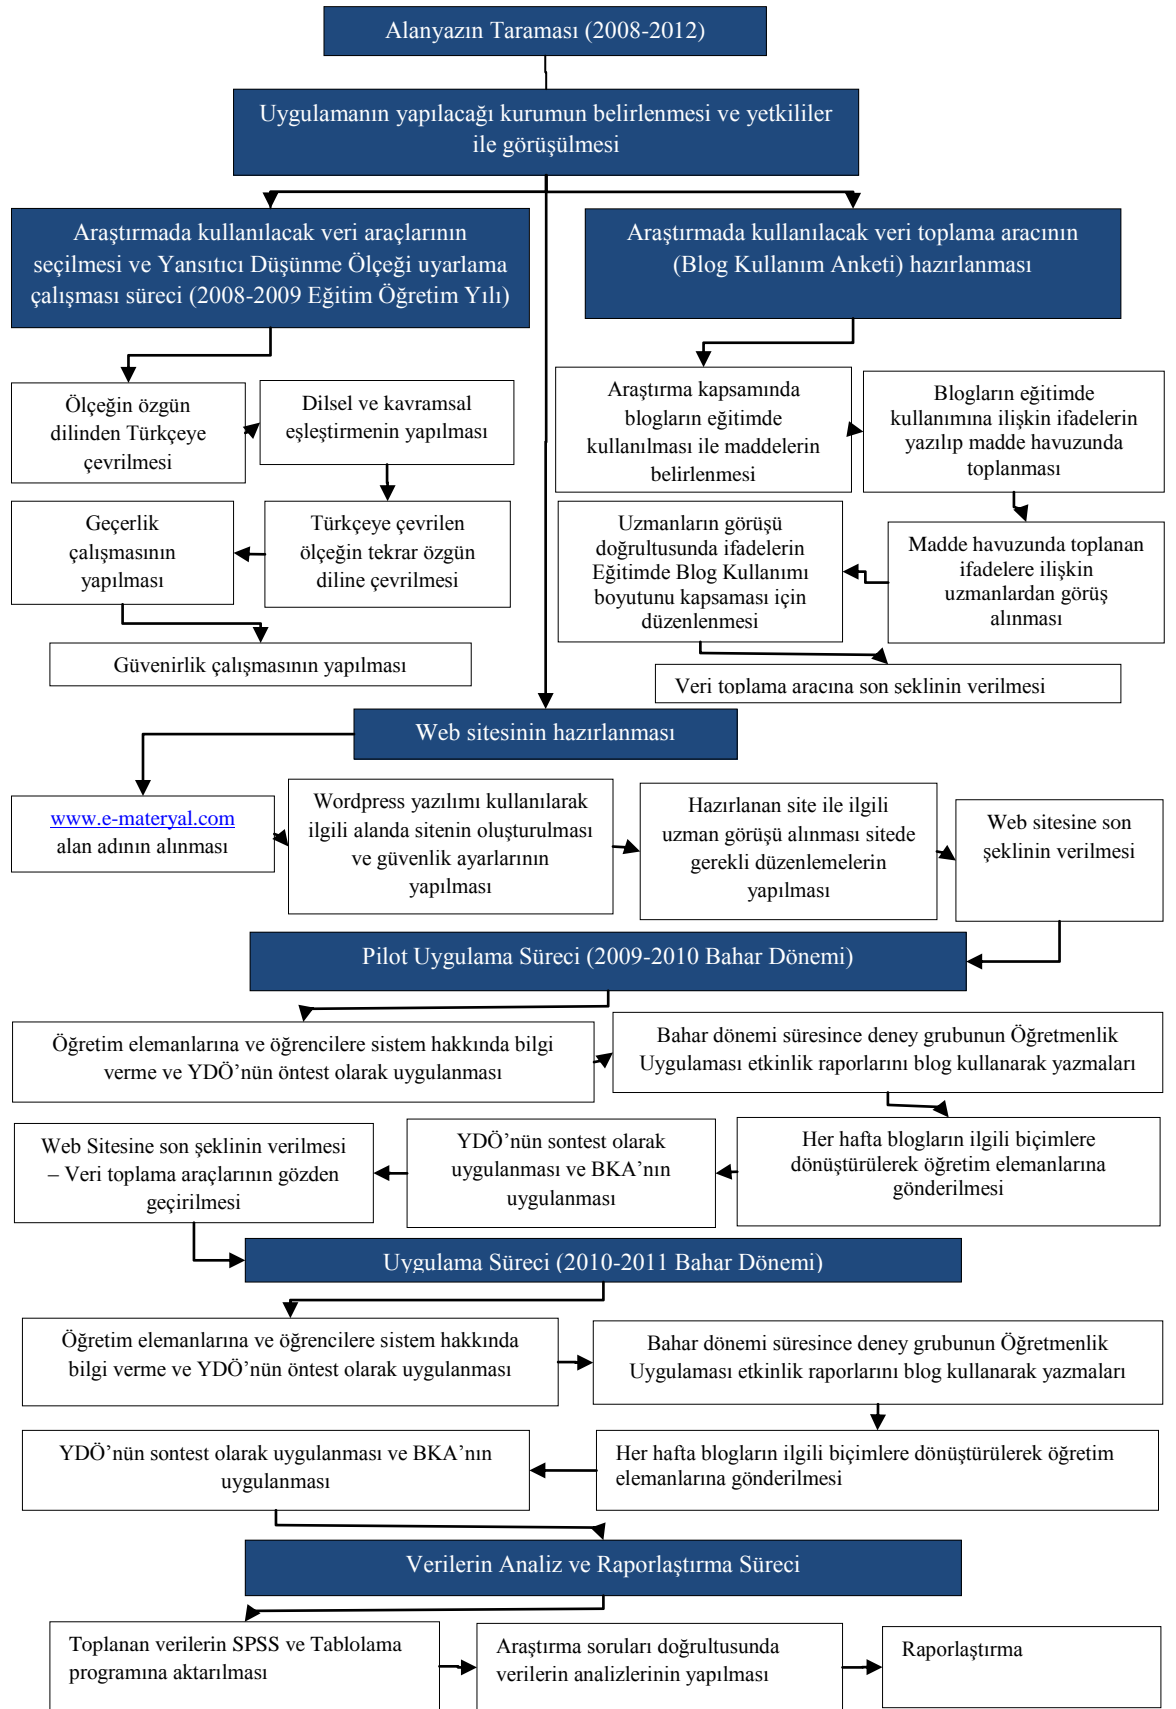 Alanyazın Taraması (2008-2012)
Uygulamanın yapılacağı kurumun belirlenmesi ve yetkililer
ile görüşülmesi
Araştırmada kullanılacak veri araçlarının
seçilmesi ve Yansıtıcı Düşünme Ölçeği uyarlama
çalışması süreci (2008-2009 Eğitim Öğretim Yılı)
Araştırmada kullanılacak veri toplama aracının
(Blog Kullanım Anketi) hazırlanması
Ölçeğin özgün
dilinden Türkçeye
çevrilmesi
Dilsel ve kavramsal
eşleştirmenin yapılması
Türkçeye çevrilen
ölçeğin tekrar özgün
diline çevrilmesi
Geçerlik
çalışmasının
yapılması
Güvenirlik çalışmasının yapılması
Araştırma kapsamında
blogların eğitimde
kullanılması ile maddelerin
belirlenmesi
Blogların eğitimde
kullanımına ilişkin ifadelerin
yazılıp madde havuzunda
toplanması
Madde havuzunda toplanan
ifadelere ilişkin
uzmanlardan görüş
alınması
Uzmanların görüşü
doğrultusunda ifadelerin
Eğitimde Blog Kullanımı
boyutunu kapsaması için
düzenlenmesi
Veri toplama aracına son şeklinin verilmesi
Web sitesinin hazırlanması
www.e-materyal.com
alan adının alınması
Wordpress yazılımı kullanılarak
ilgili alanda sitenin oluşturulması
ve güvenlik ayarlarının
yapılması
Hazırlanan site ile ilgili
uzman görüşü alınması sitede
gerekli düzenlemelerin
yapılması
Web sitesine son
şeklinin verilmesi
Pilot Uygulama Süreci (2009-2010 Bahar Dönemi)
Öğretim elemanlarına ve öğrencilere sistem hakkında bilgi
verme ve YDÖ’nün öntest olarak uygulanması
Bahar dönemi süresince deney grubunun Öğretmenlik
Uygulaması etkinlik raporlarını blog kullanarak yazmaları
Her hafta blogların ilgili biçimlere
dönüştürülerek öğretim elemanlarına
gönderilmesi
YDÖ’nün sontest olarak
uygulanması ve BKA’nın
uygulanması
Web Sitesine son şeklinin verilmesi
– Veri toplama araçlarının gözden
geçirilmesi
Uygulama Süreci (2010-2011 Bahar Dönemi)
Öğretim elemanlarına ve öğrencilere sistem hakkında
bilgi verme ve YDÖ’nün öntest olarak uygulanması
Bahar dönemi süresince deney grubunun Öğretmenlik
Uygulaması etkinlik raporlarını blog kullanarak yazmaları
Her hafta blogların ilgili biçimlere dönüştürülerek öğretim
elemanlarına gönderilmesi
YDÖ’nün sontest olarak uygulanması ve BKA’nın
uygulanması
Verilerin Analiz ve Raporlaştırma Süreci
Toplanan verilerin SPSS ve Tablolama
programına aktarılması
Araştırma soruları doğrultusunda
verilerin analizlerinin yapılması
Raporlaştırma